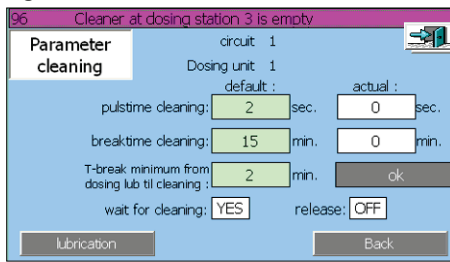 96 Cleaner at dosing station 3 is empty
Parameter cleaning
circuit 1
Dosing unit 1
default : actual :
pulstime cleaning: 2 sec. 0 sec.
breaktime cleaning: 15 min. 0 min.
T-break minimum from
dosing lub til cleaning : 2 min. ok
wait for cleaning: YES release: OFF
lubrication Back